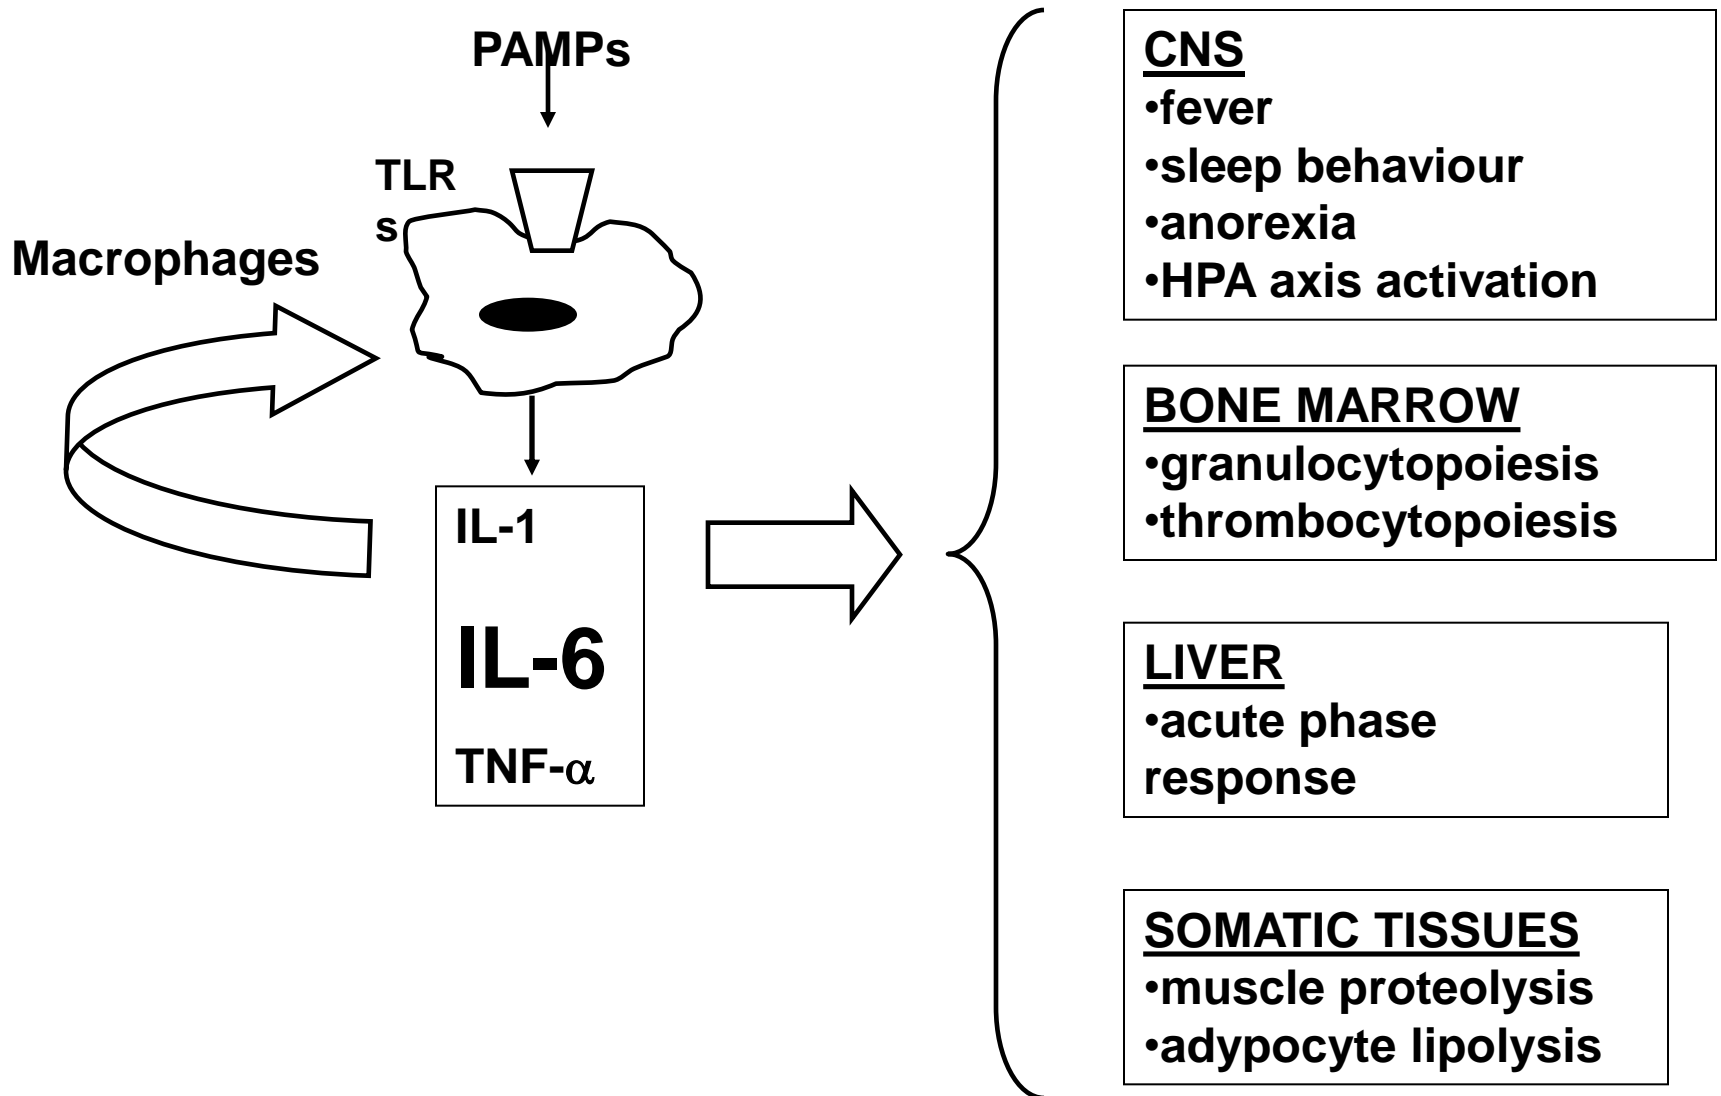 PAMPs
TLR
s
Macrophages
IL-1
IL-6
TNF-α
CNS
•fever
•sleep behaviour
•anorexia
•HPA axis activation
BONE MARROW
•granulocytopoiesis
•thrombocytopoiesis
LIVER
•acute phase
response
SOMATIC TISSUES
•muscle proteolysis
•adypocyte lipolysis